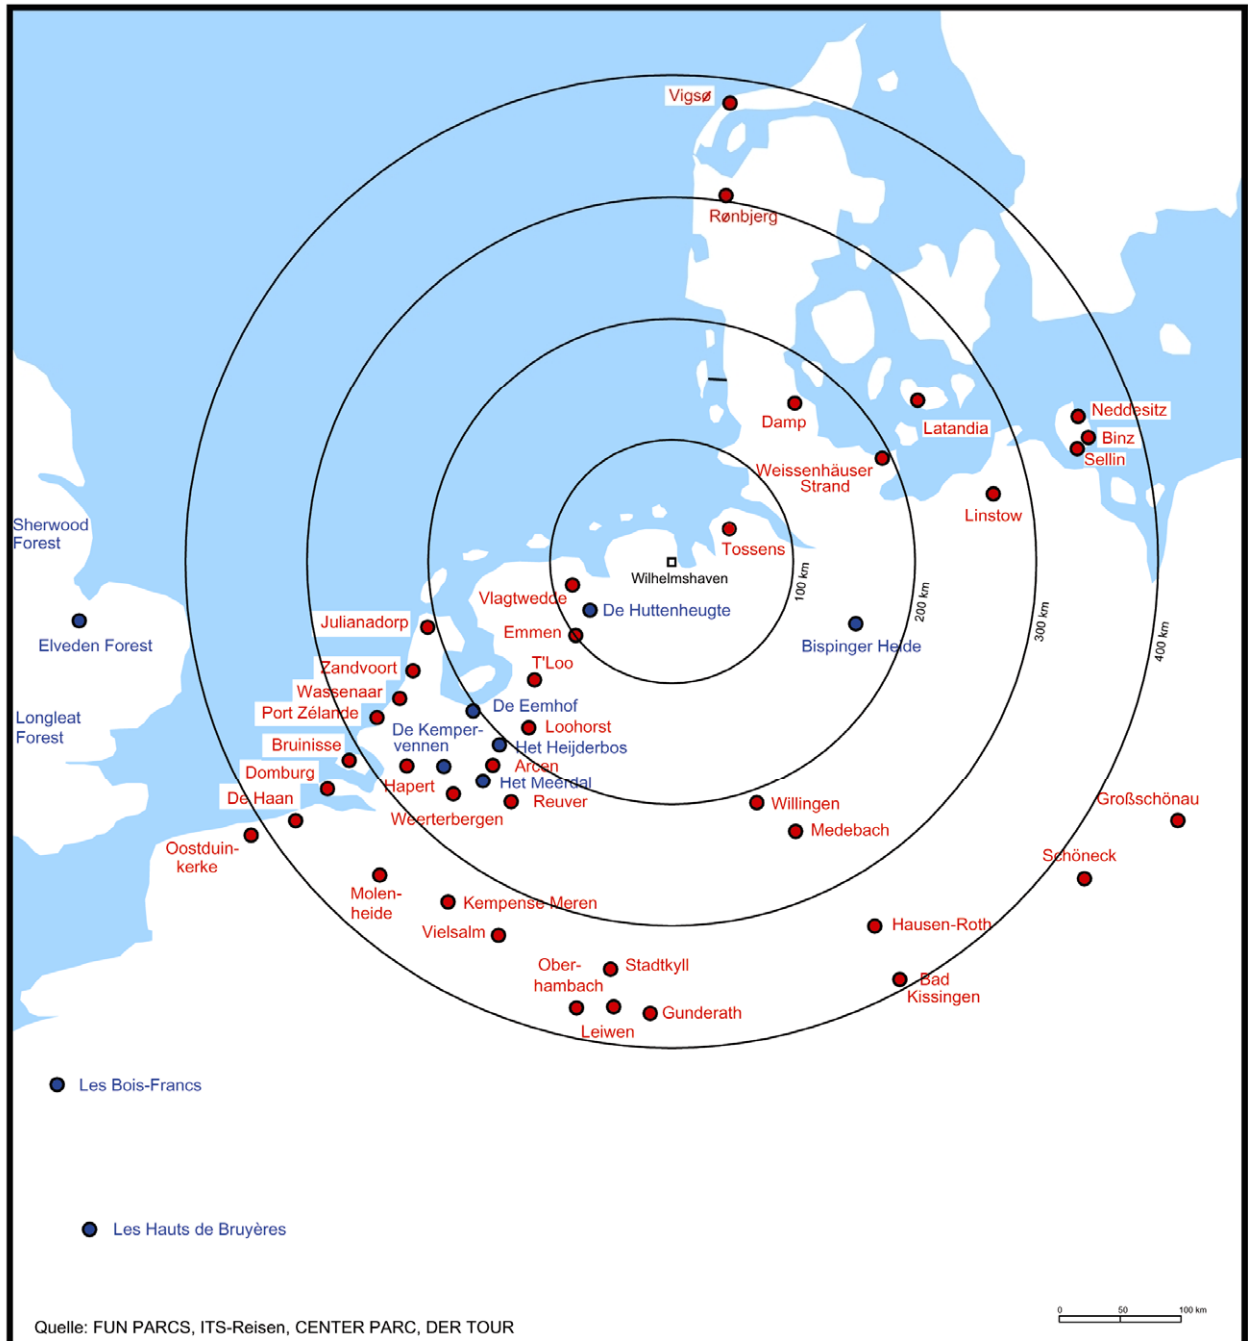 Vigsø
Rønbjerg
Neddesitz
Binz
Sellin
Latandia
Damp
Weissenhäuser
Strand
Linstow
Sherwood
Forest
Tossens
Wilhelmshaven
100 km
200 km
300 km
400 km
Vlagtwedde
De Huttenheugte
Elveden Forest
Julianadorp
Emmen
Bispinger Heide
Zandvoort
T'Loo
Wassenaar
Port Zélande
De Eemhof
Longleat
Forest
De Kemper-
vennen
Loohorst
Bruinisse
Het Heijderbos
Domburg
Arcen
Hapert
Het Meerdal
De Haan
Reuver
Willingen
Großschönau
Weerterbergen
Medebach
Oostduin-
kerke
Schöneck
Molen-
heide
Kempense Meren
Vielsalm
Hausen-Roth
Ober-
hambach
Stadtkyll
Bad
Kissingen
Gunderath
Leiwen
Les Bois-Francs
Les Hauts de Bruyères
0 50 100 km
Quelle: FUN PARCS, ITS-Reisen, CENTER PARC, DER TOUR